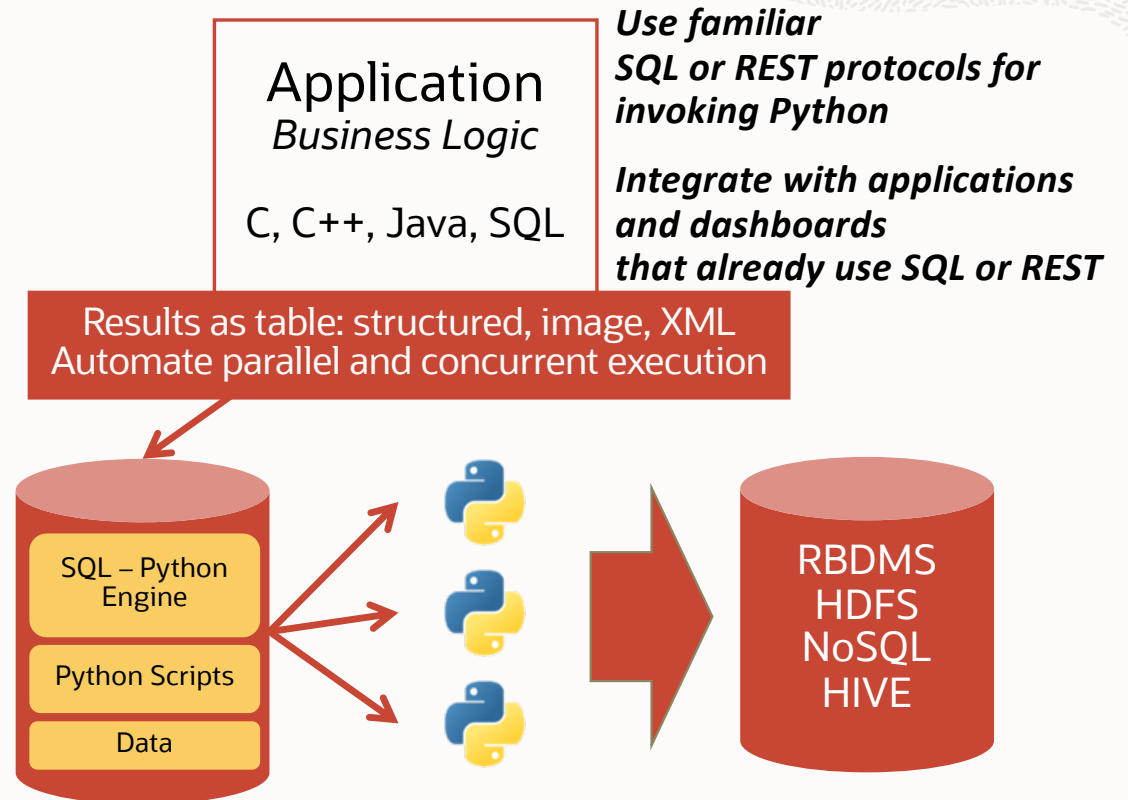 Application
Business Logic
C, C++, Java, SQL
Use familiar
SQL or REST protocols for
invoking Python
Integrate with applications
and dashboards
that already use SQL or REST
Results as table: structured, image, XML
Automate parallel and concurrent execution
SQL – Python
Engine
Python Scripts
Data
RBDMS
HDFS
NoSQL
HIVE